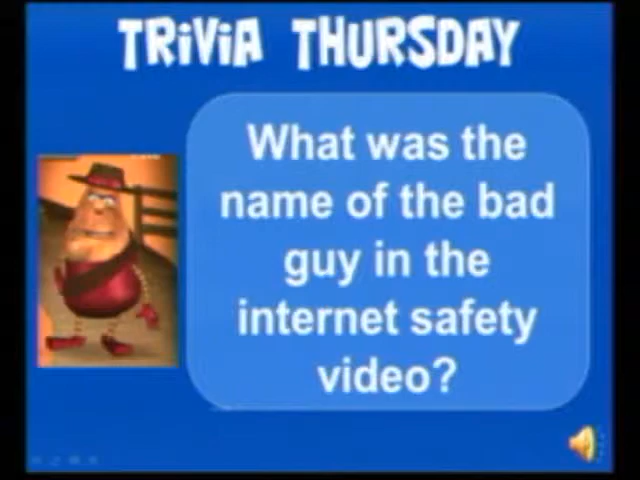 TRiViA THURSDAY
What was the
name of the bad
guy in the
internet safety
video?